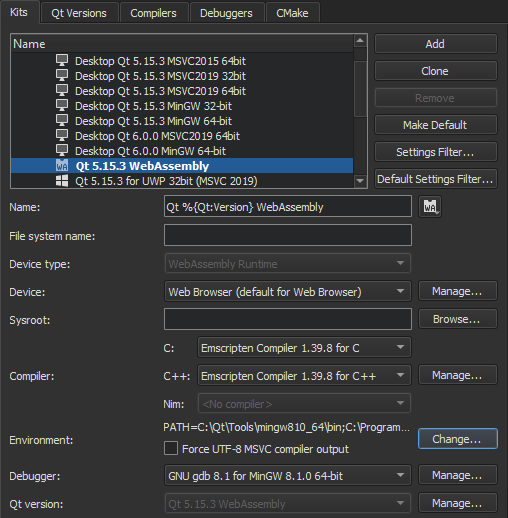 Kits Qt Versions Compilers Debuggers CMake
Name
Desktop Qt 5.15.3 MSVC2015 64bit
Desktop Qt 5.15.3 MSVC2019 32bit
Desktop Qt 5.15.3 MSVC2019 64bit
Desktop Qt 5.15.3 MinGW 32-bit
Desktop Qt 5.15.3 MinGW 64-bit
Desktop Qt 6.0.0 MSVC2019 64bit
Desktop Qt 6.0.0 MinGW 64-bit
WA Qt 5.15.3 WebAssembly
Qt 5.15.3 for UWP 32bit (MSVC 2019)
Add
Clone
Remove
Make Default
Settings Filter...
Default Settings Filter...
Name: Qt %{Qt:Version} WebAssembly WA
File system name:
Device type: WebAssembly Runtime
Device: Web Browser (default for Web Browser) Manage...
Sysroot: Browse...
C: Emscripten Compiler 1.39.8 for C
Compiler: C++: Emscripten Compiler 1.39.8 for C++ Manage...
Nim: <No compiler>
Environment: PATH=C:\Qt\Tools\mingw810_64\bin;C:\Program... Change...
Force UTF-8 MSVC compiler output
Debugger: GNU gdb 8.1 for MinGW 8.1.0 64-bit Manage...
Qt version: Qt 5.15.3 WebAssembly Manage...